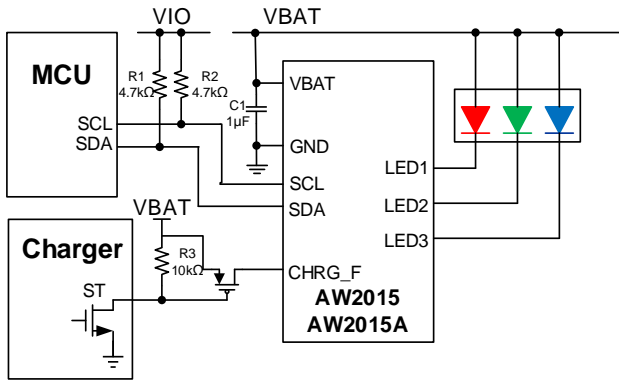 VIO
VBAT
MCU
R1
4.7kΩ
R2
4.7kΩ
SCL
SDA
C1
1µF
VBAT
GND
SCL
SDA
CHRG_F
LED1
LED2
LED3
AW2015
AW2015A
VBAT
Charger
R3
10kΩ
ST